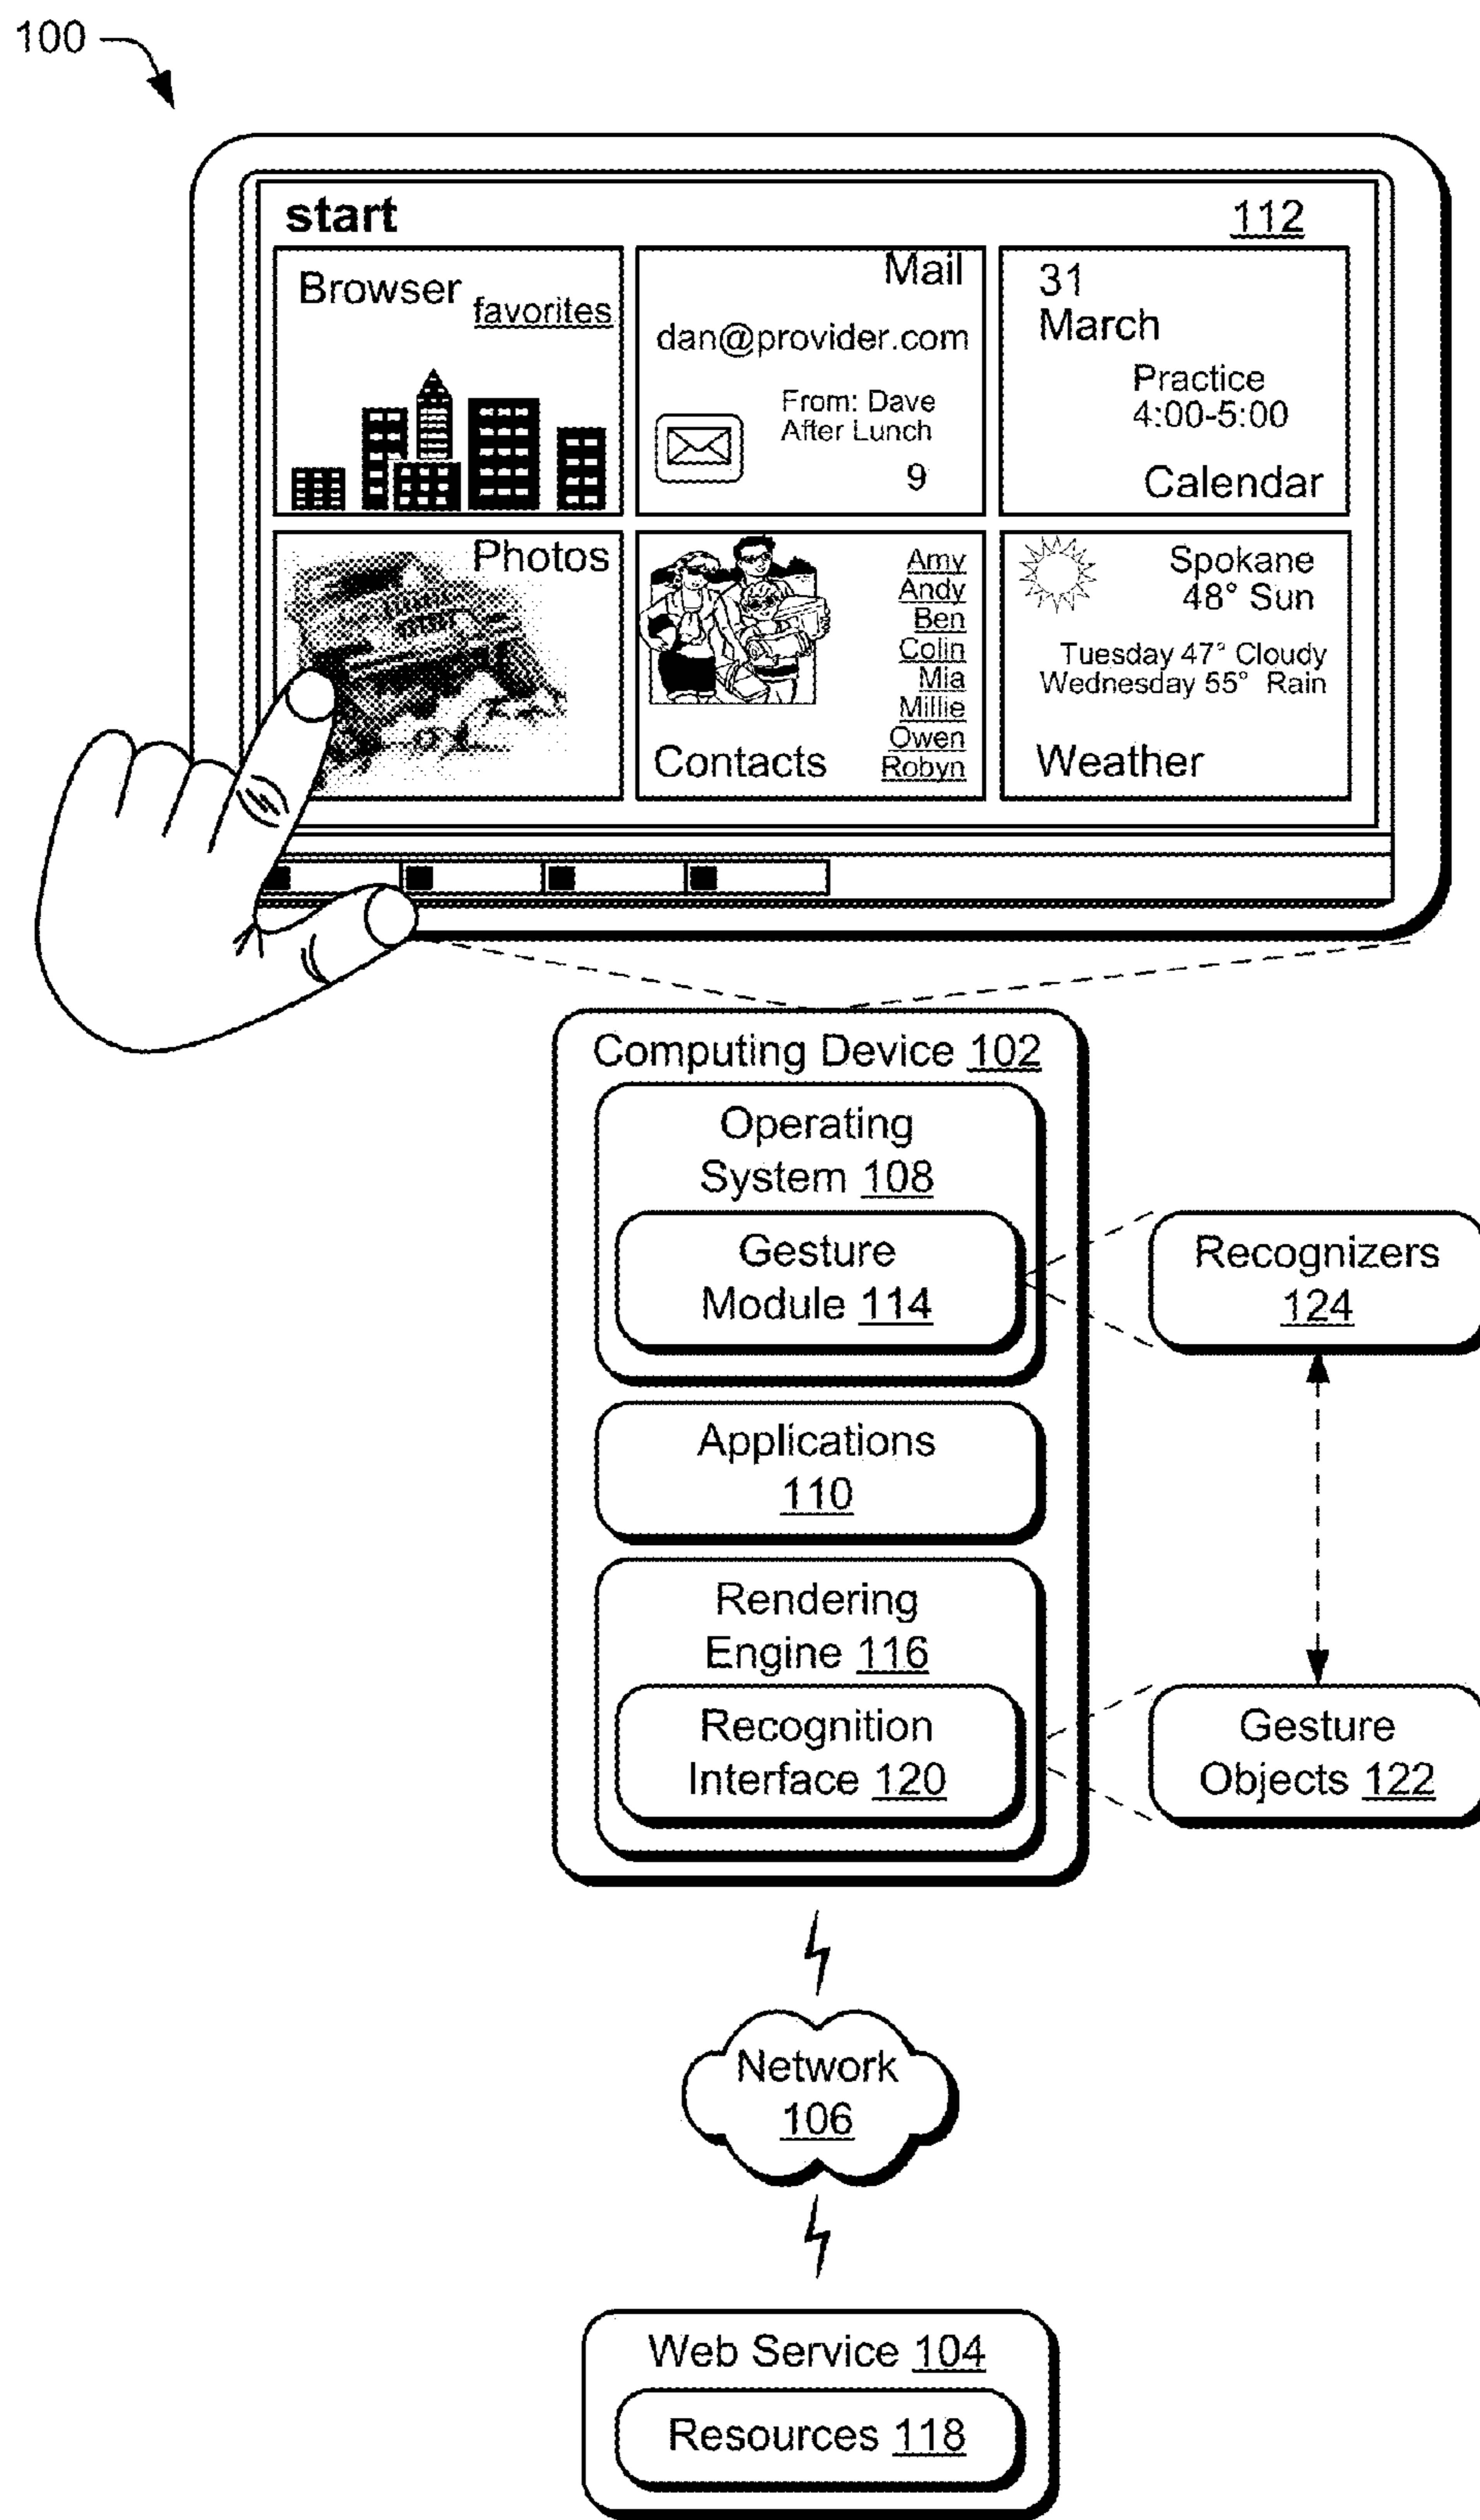 100
start
112
Browser
favorites
Mail
dan@provider.com
From: Dave
After Lunch
9
31
March
Practice
4:00-5:00
Calendar
Photos
Contacts
Amy
Andy
Ben
Colin
Mia
Millie
Owen
Robyn
Spokane
48° Sun
Tuesday 47° Cloudy
Wednesday 55° Rain
Weather
Computing Device 102
Operating
System 108
Gesture
Module 114
Recognizers
124
Applications
110
Rendering
Engine 116
Recognition
Interface 120
Gesture
Objects 122
Network
106
Web Service 104
Resources 118